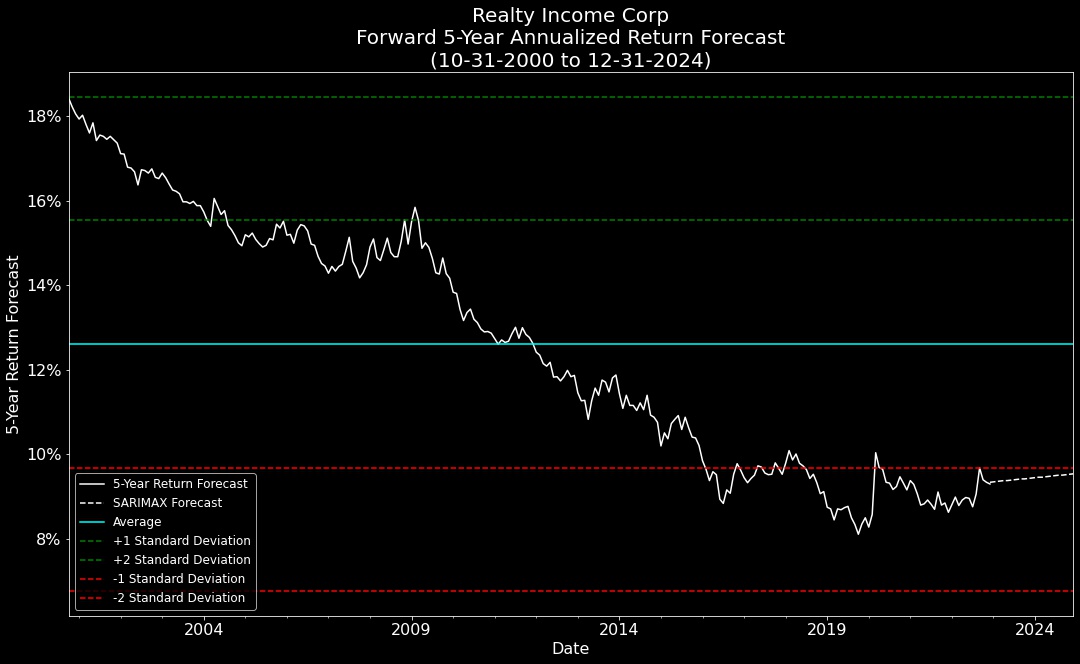 Realty Income Corp
Forward 5-Year Annualized Return Forecast
(10-31-2000 to 12-31-2024)
5-Year Return Forecast
18%
16%
14%
12%
10%
8%
5-Year Return Forecast
SARIMAX Forecast
Average
+1 Standard Deviation
+2 Standard Deviation
-1 Standard Deviation
-2 Standard Deviation
2004 2009 2014 2019 2024
Date